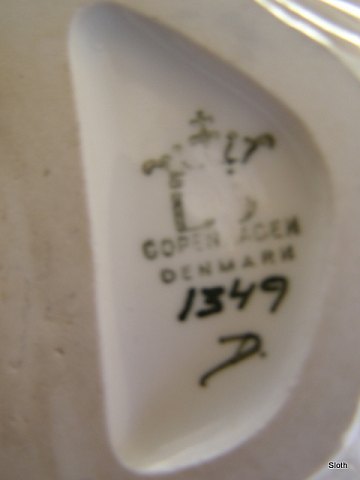 COPENHAGEN
DENMARK
1349
D.
Sloth